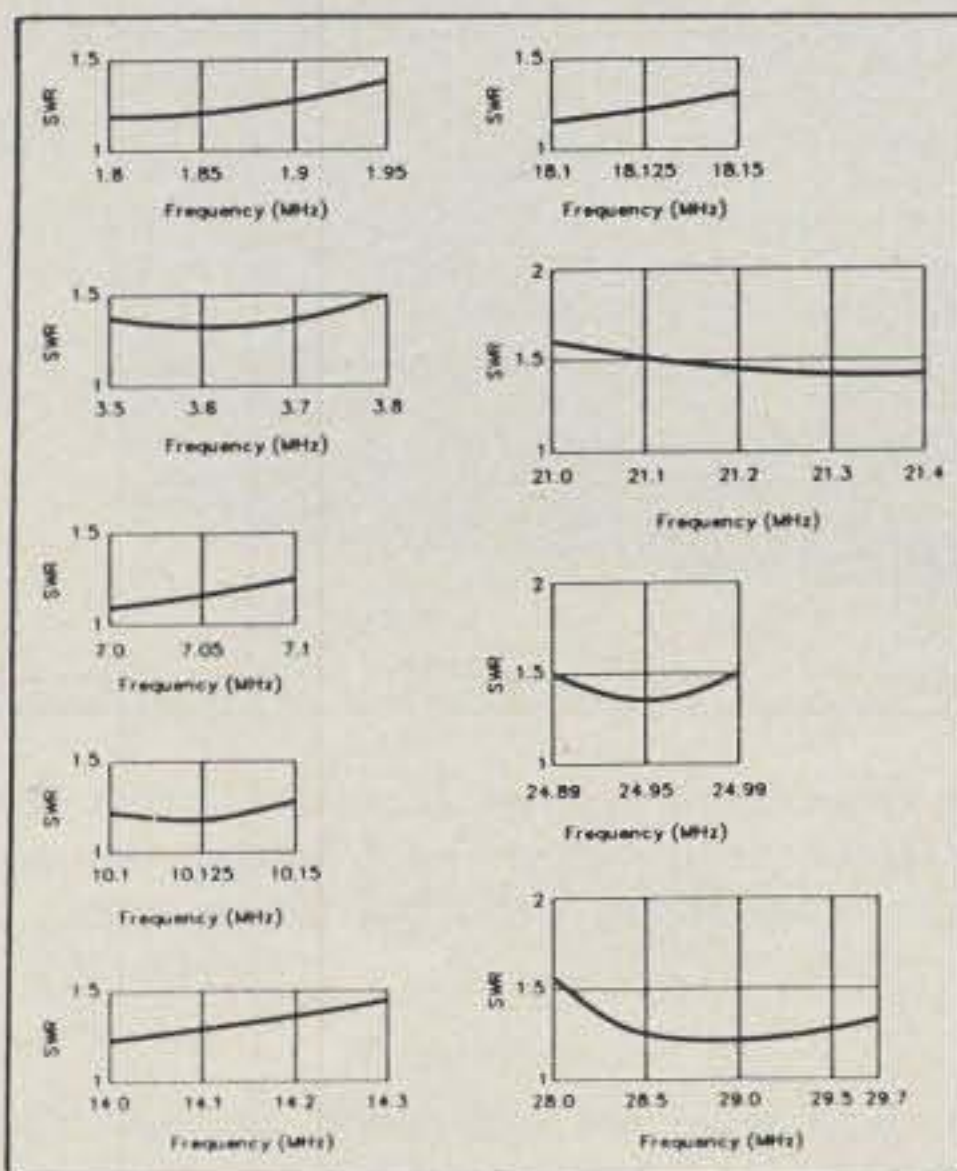 1.5
SWR
1
1.8 1.85 1.9 1.95
Frequency (MHz)
1.5
SWR
1
3.5 3.6 3.7 3.8
Frequency (MHz)
1.5
SWR
1
7.0 7.05 7.1
Frequency (MHz)
1.5
SWR
1
10.1 10.125 10.15
Frequency (MHz)
1.5
SWR
1
14.0 14.1 14.2 14.3
Frequency (MHz)
1.5
SWR
1
18.1 18.125 18.15
Frequency (MHz)
2
1.5
SWR
1
21.0 21.1 21.2 21.3 21.4
Frequency (MHz)
2
1.5
SWR
1
24.89 24.95 24.99
Frequency (MHz)
2
1.5
SWR
1
28.0 28.5 29.0 29.5 29.7
Frequency (MHz)